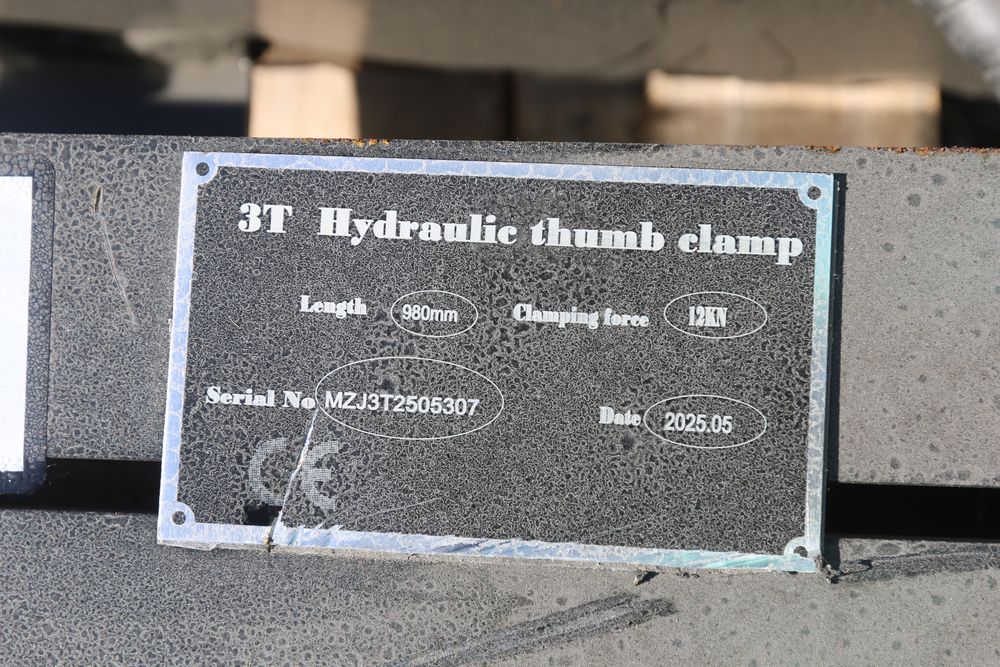 3T Hydraulic thumb clamp
Length 980mm Clamping force 12KN
Serial No MZJ3T2505307
Date 2025.05
CE